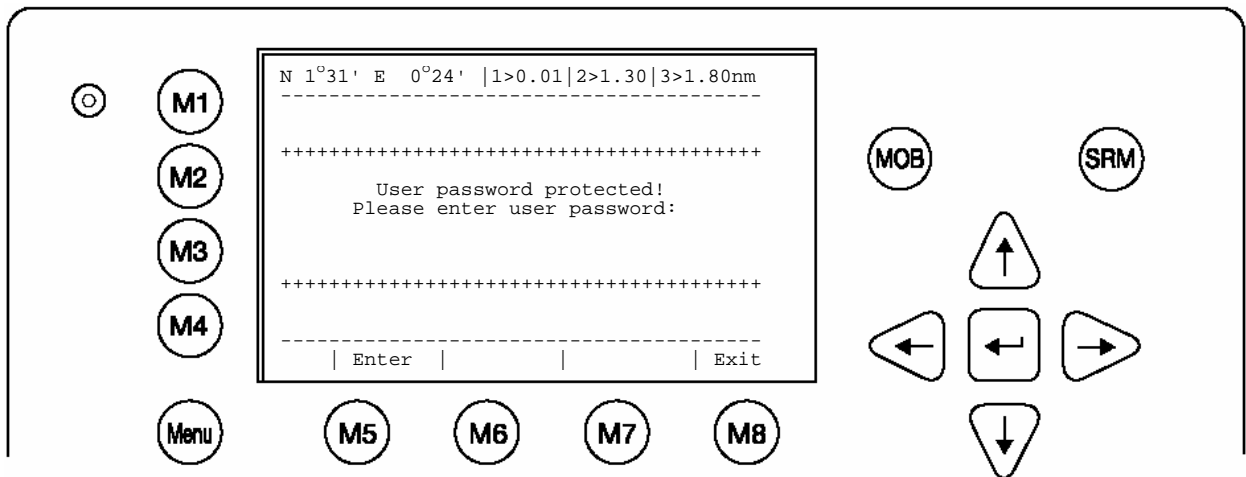 N 1°31' E 0°24' |1>0.01|2>1.30|3>1.80nm
----------------------------------------
++++++++++++++++++++++++++++++++++++++++
User password protected!
Please enter user password:
++++++++++++++++++++++++++++++++++++++++
----------------------------------------
| Enter | | | Exit
M1
M2
M3
M4
Menu
M5
M6
M7
M8
MOB
SRM